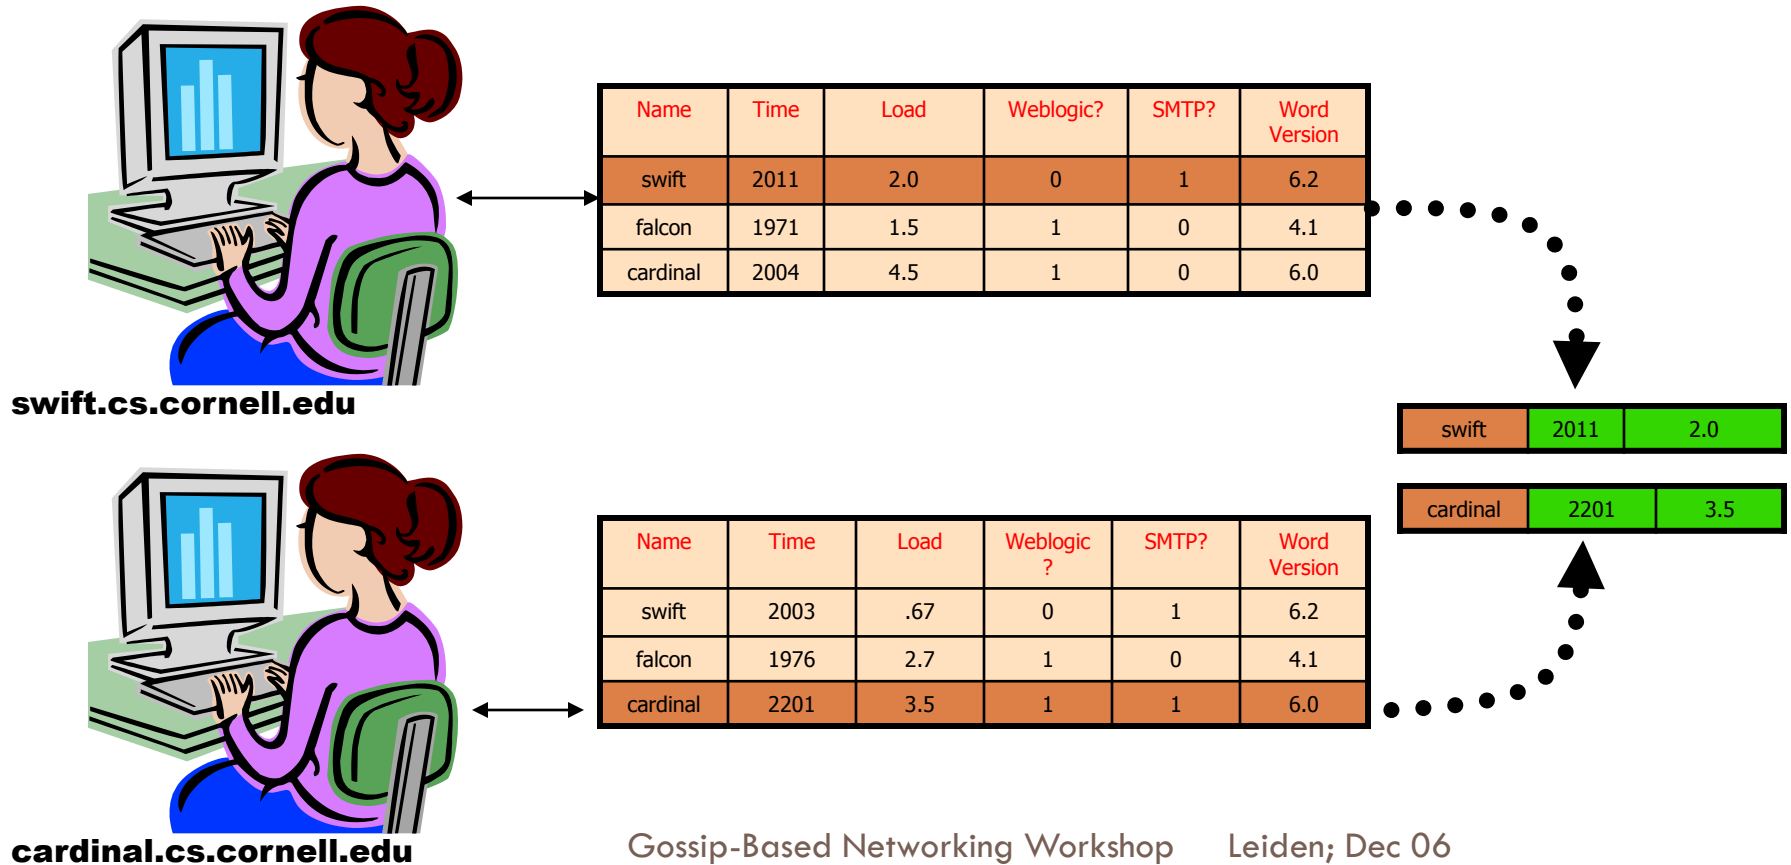 Name Time Load Weblogic? SMTP? Word
Version
swift 2011 2.0 0 1 6.2
falcon 1971 1.5 1 0 4.1
cardinal 2004 4.5 1 0 6.0
swift.cs.cornell.edu
swift 2011 2.0
cardinal 2201 3.5
Name Time Load Weblogic SMTP? Word
? Version
swift 2003 .67 0 1 6.2
falcon 1976 2.7 1 0 4.1
cardinal 2201 3.5 1 1 6.0
cardinal.cs.cornell.edu
Gossip-Based Networking Workshop Leiden; Dec 06